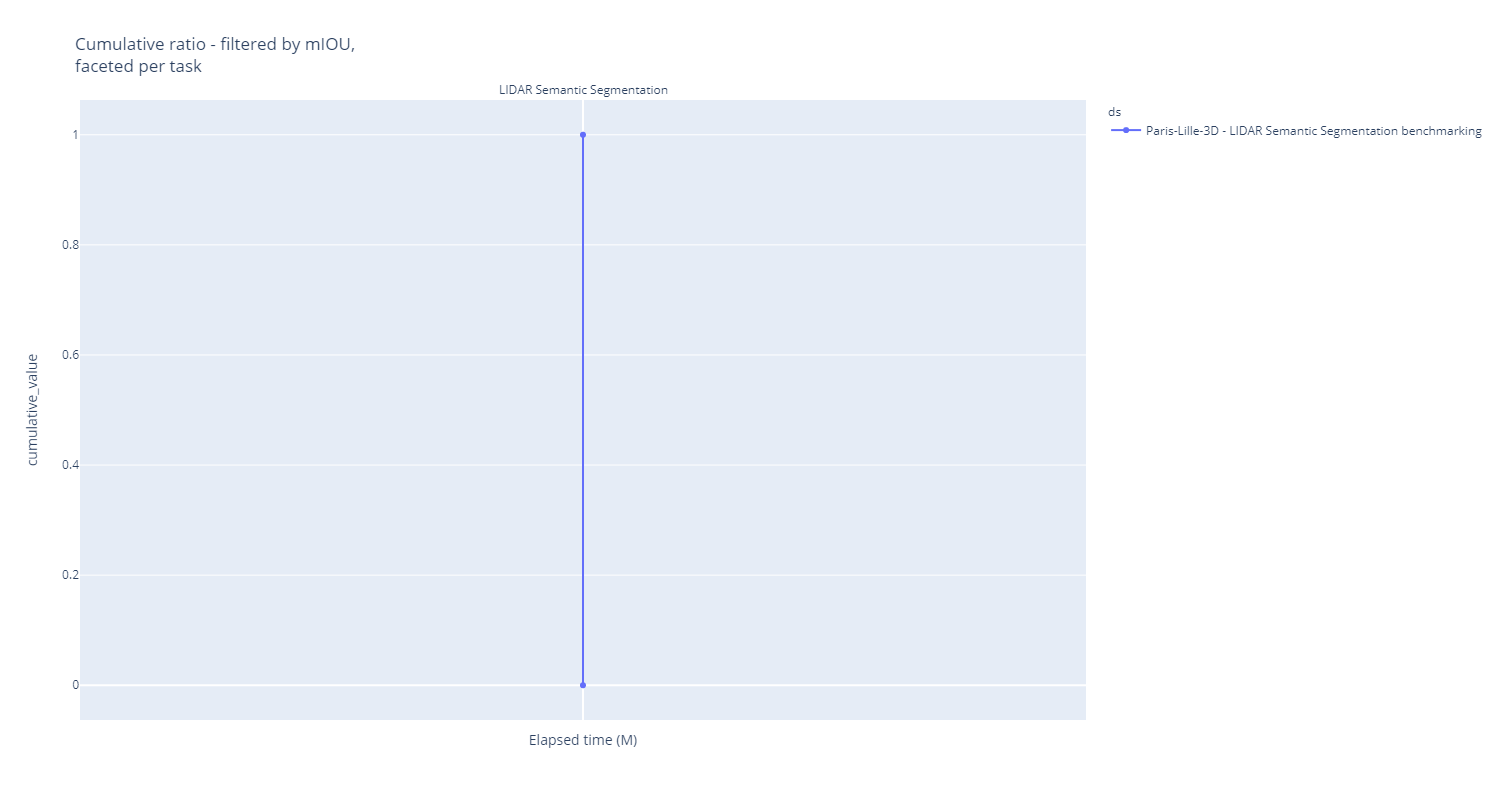 Cumulative ratio - filtered by mIOU,
faceted per task
LIDAR Semantic Segmentation
ds
Paris-Lille-3D - LIDAR Semantic Segmentation benchmarking
1
0.8
0.6
0.4
0.2
0
cumulative_value
Elapsed time (M)